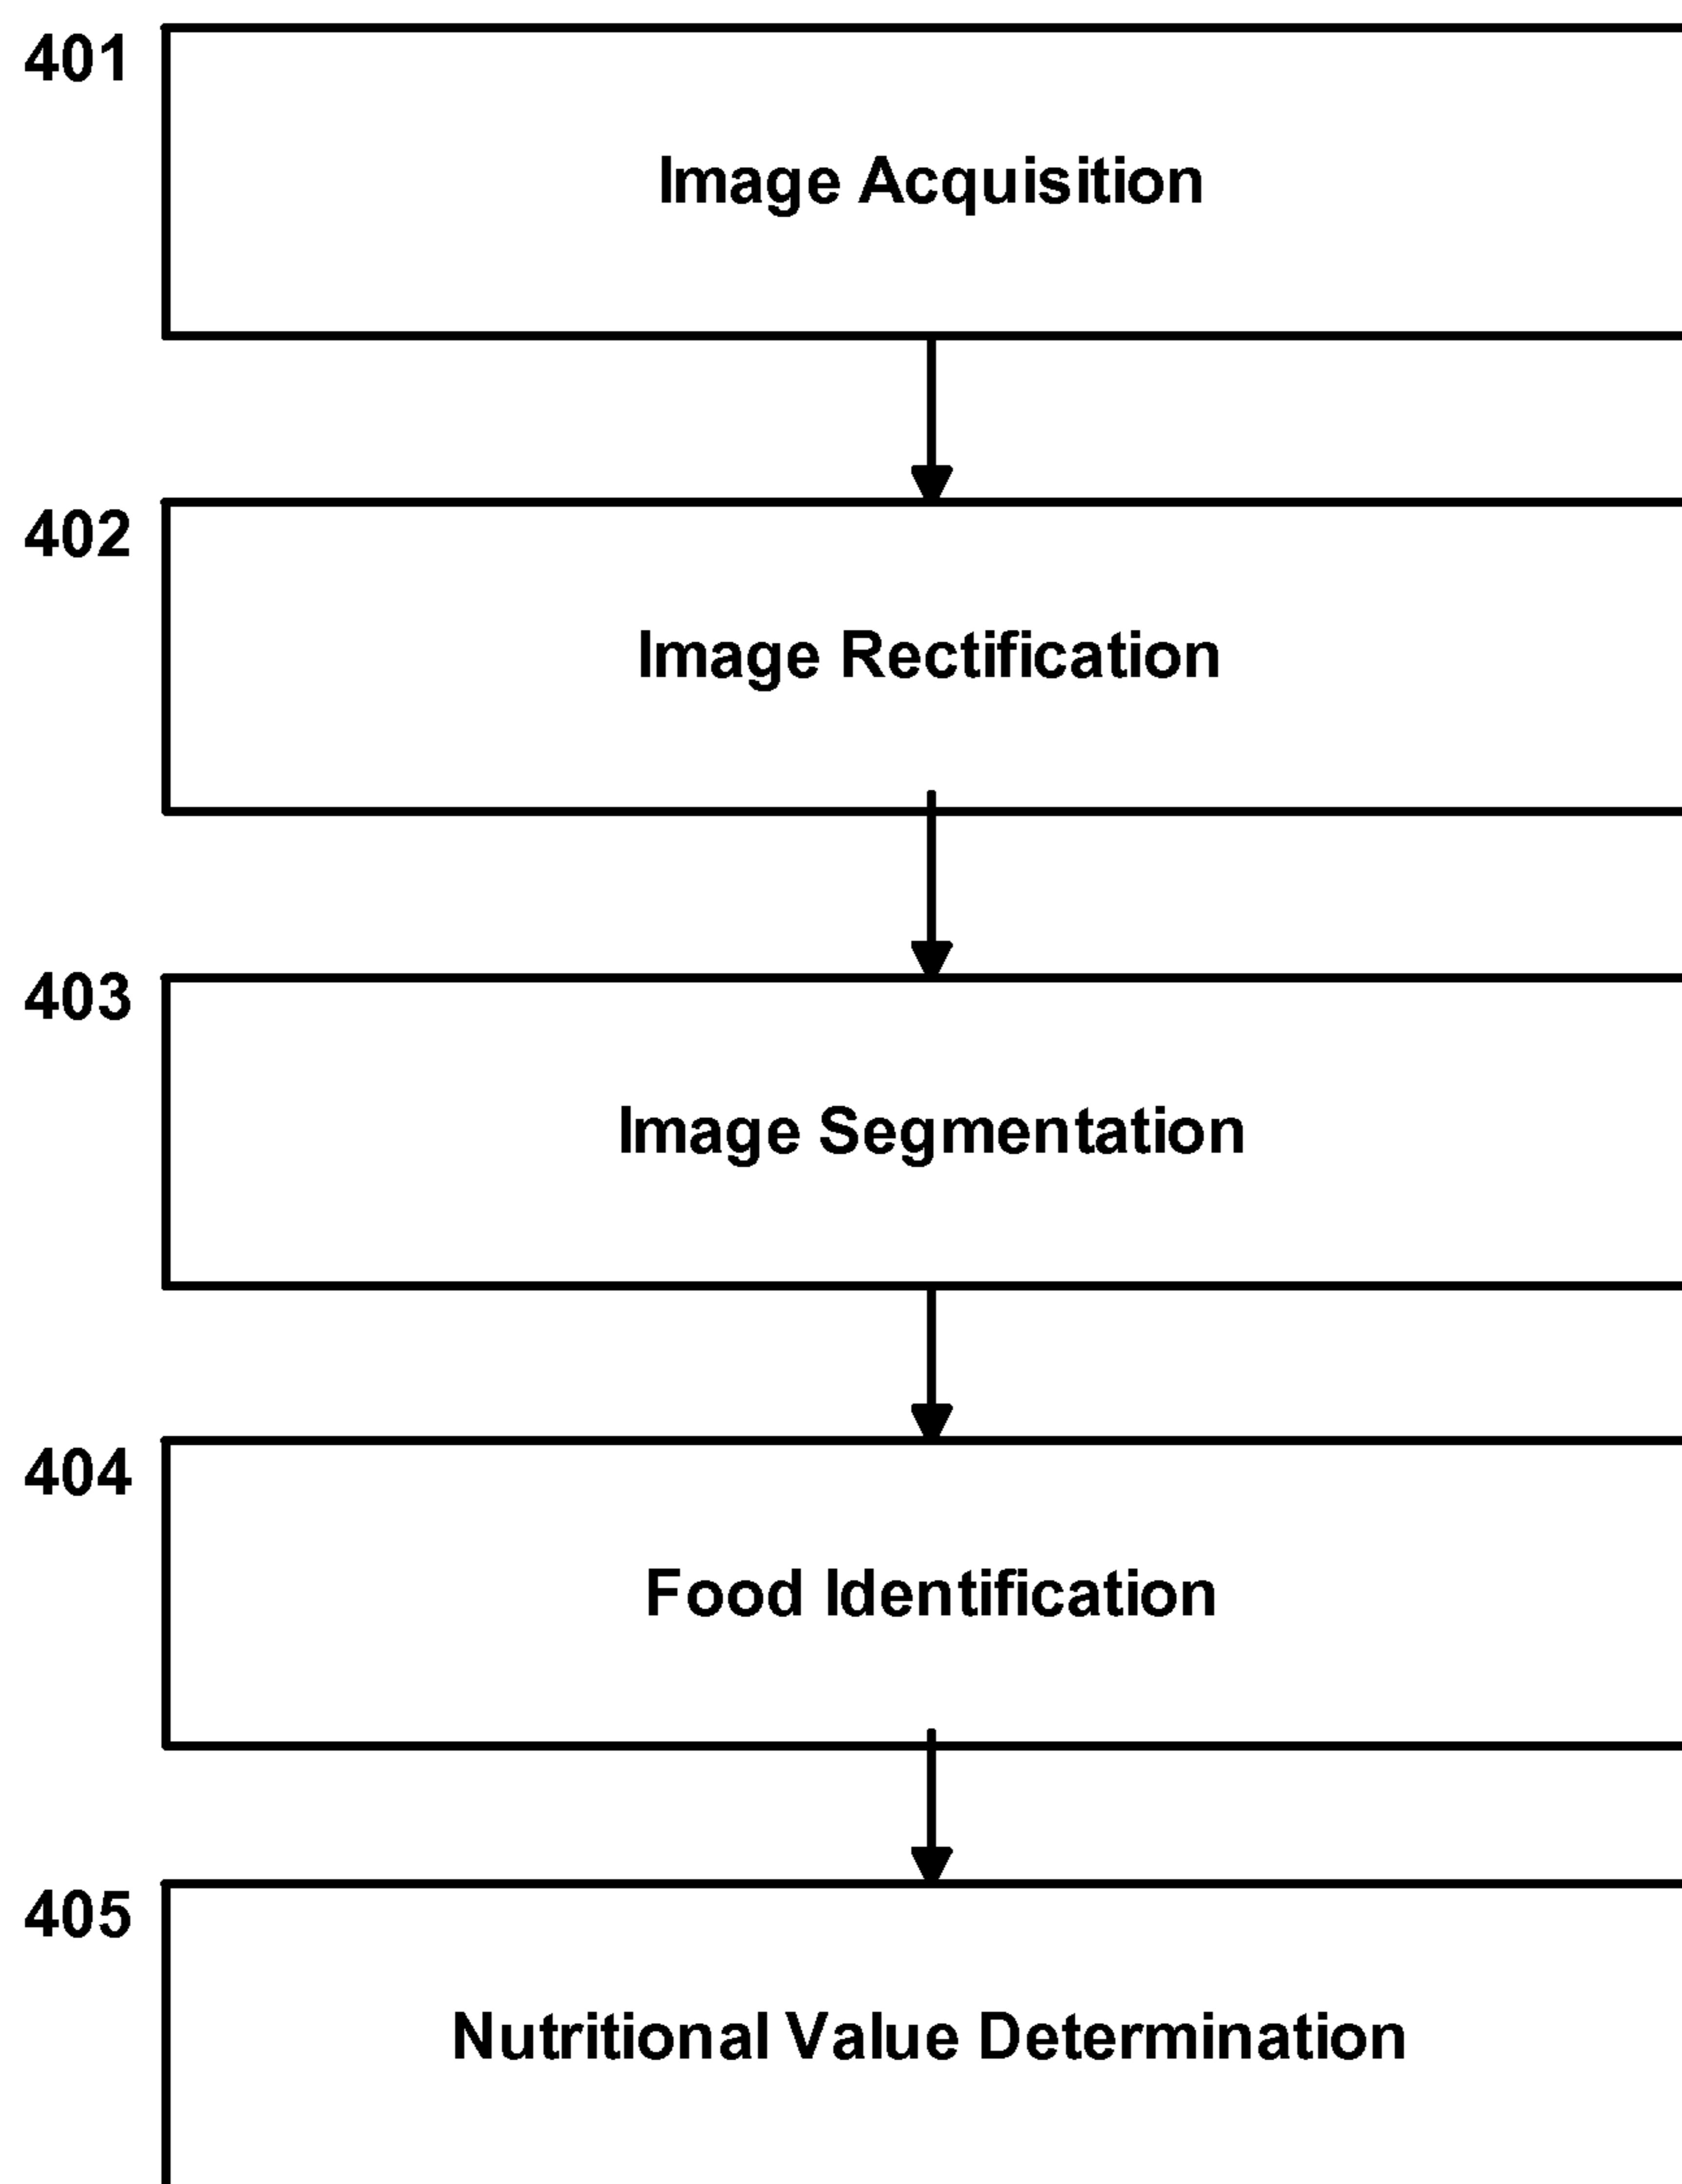 401
Image Acquisition
402
Image Rectification
403
Image Segmentation
404
Food Identification
405
Nutritional Value Determination